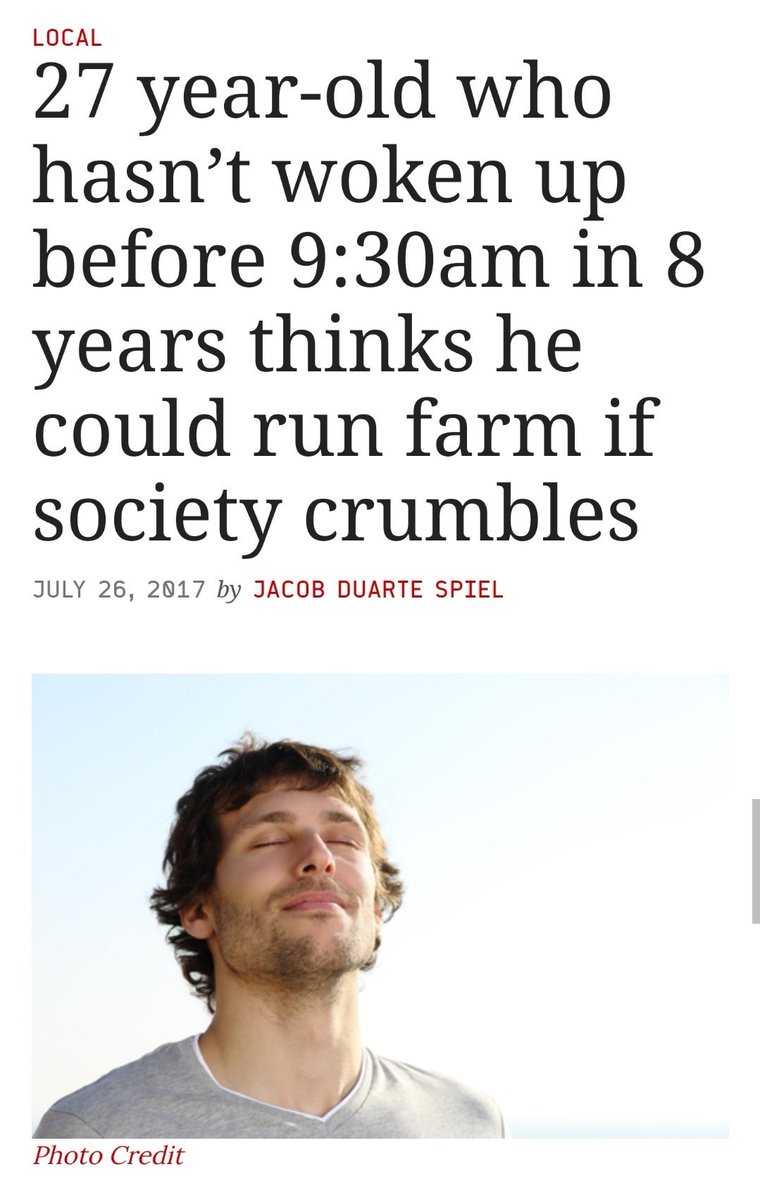 LOCAL
27 year-old who
hasn’t woken up
before 9:30am in 8
years thinks he
could run farm if
society crumbles
JULY 26, 2017 by JACOB DUARTE SPIEL
Photo Credit